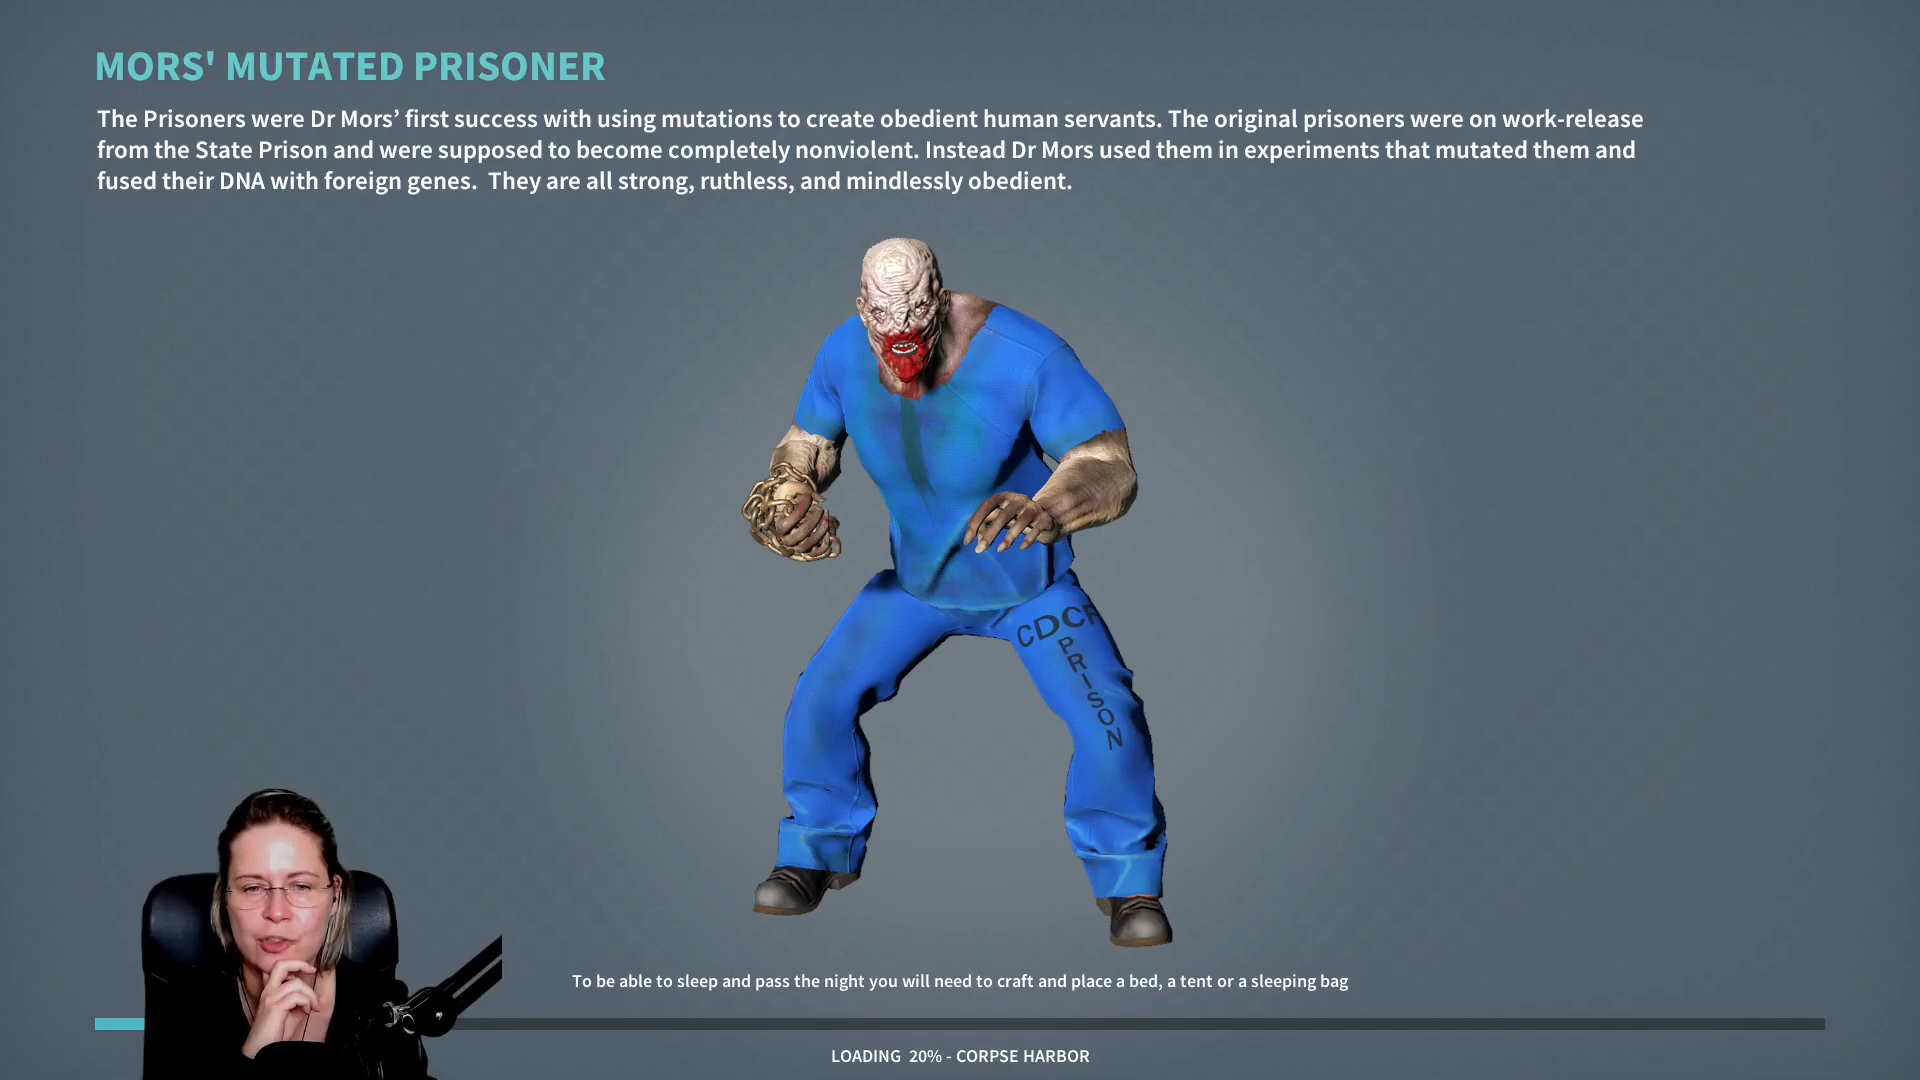 MORS' MUTATED PRISONER
The Prisoners were Dr Mors’ first success with using mutations to create obedient human servants. The original prisoners were on work-release
from the State Prison and were supposed to become completely nonviolent. Instead Dr Mors used them in experiments that mutated them and
fused their DNA with foreign genes.  They are all strong, ruthless, and mindlessly obedient.
CDCR
PRISON
To be able to sleep and pass the night you will need to craft and place a bed, a tent or a sleeping bag
LOADING  20% - CORPSE HARBOR